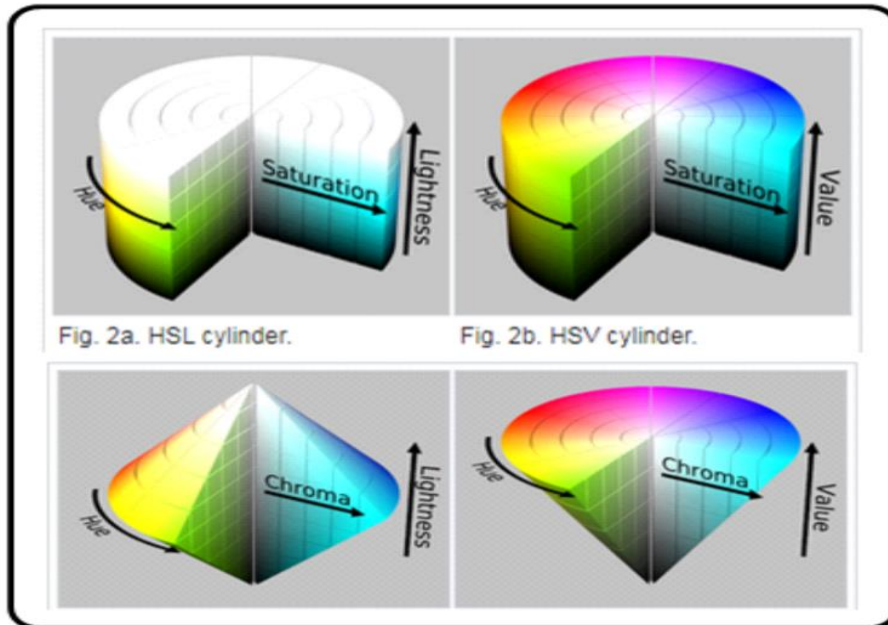 Hue
Saturation
Lightness
Hue
Saturation
Value
Fig. 2a. HSL cylinder.
Fig. 2b. HSV cylinder.
Hue
Chroma
Lightness
Hue
Chroma
Value